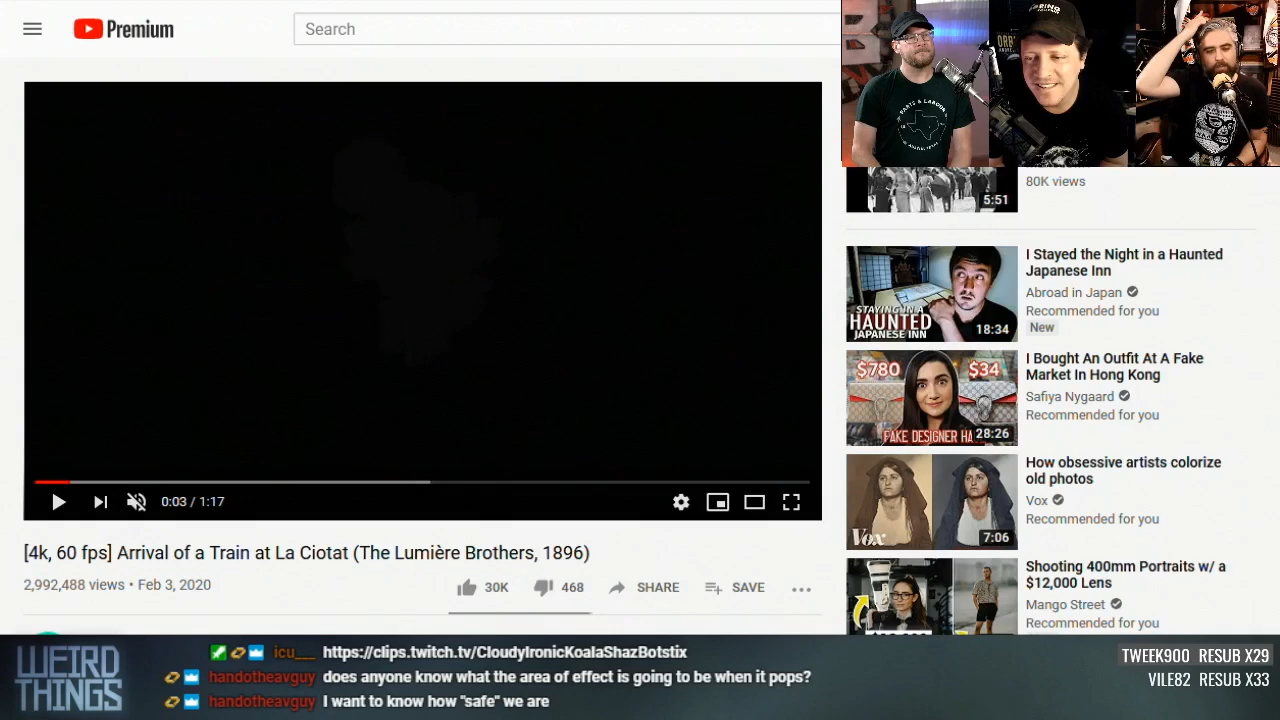 Premium
Search
PARTS & LABOUR
80K views
5:51
STAYING IN A
HAUNTED
JAPANESE INN
18:34
I Stayed the Night in a Haunted
Japanese Inn
Abroad in Japan
Recommended for you
New
$780 $34
FAKE DESIGNER HA
28:26
I Bought An Outfit At A Fake
Market In Hong Kong
Safiya Nygaard
Recommended for you
Vox
7:06
How obsessive artists colorize
old photos
Vox
Recommended for you
Shooting 400mm Portraits w/ a
$12,000 Lens
Mango Street
Recommended for you
0:03 / 1:17
[4k, 60 fps] Arrival of a Train at La Ciotat (The Lumière Brothers, 1896)
2,992,488 views • Feb 3, 2020
30K 468 SHARE SAVE
WEIRD
THINGS
icu___ https://clips.twitch.tv/CloudyIronicKoalaShazBotstix
handotheavguy does anyone know what the area of effect is going to be when it pops?
handotheavguy I want to know how "safe" we are
TWEEK900 RESUB X29
VILE82 RESUB X33